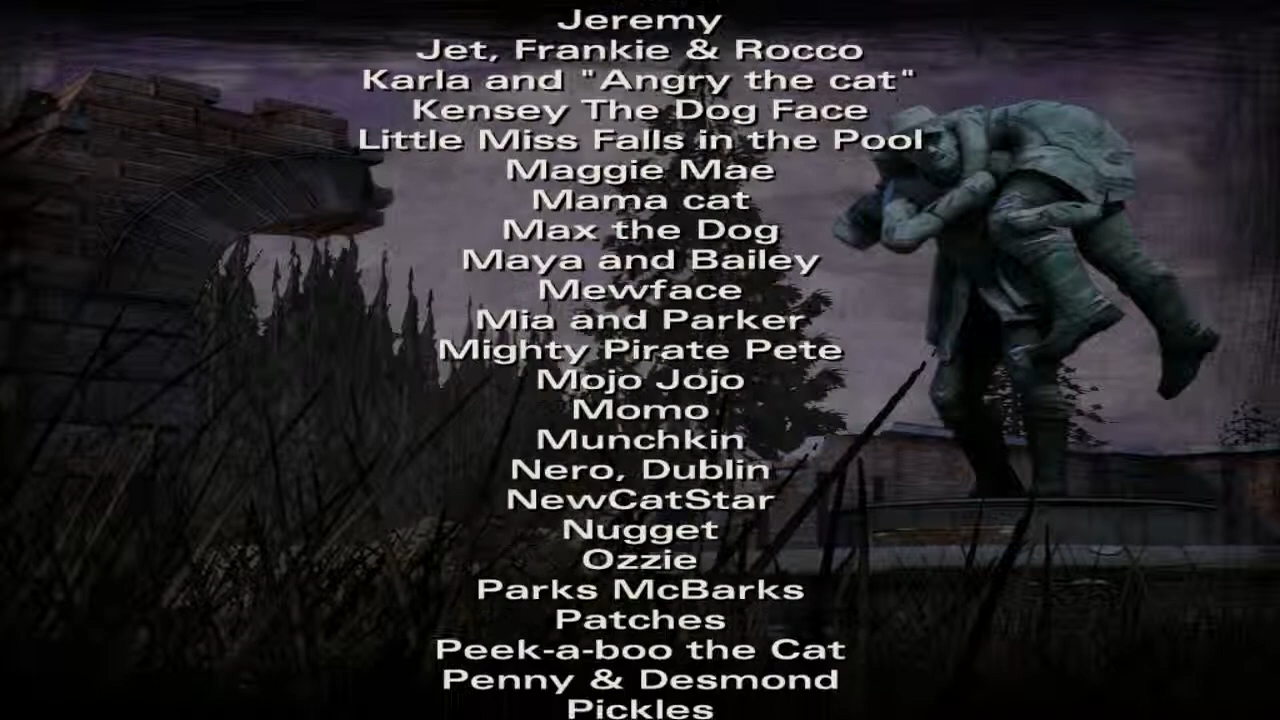 Jeremy
Jet, Frankie & Rocco
Karla and "Angry the cat"
Kensey The Dog Face
Little Miss Falls in the Pool
Maggie Mae
Mama cat
Max the Dog
Maya and Bailey
Mewface
Mia and Parker
Mighty Pirate Pete
Mojo Jojo
Momo
Munchkin
Nero, Dublin
NewCatStar
Nugget
Ozzie
Parks McBarks
Patches
Peek-a-boo the Cat
Penny & Desmond
Pickles